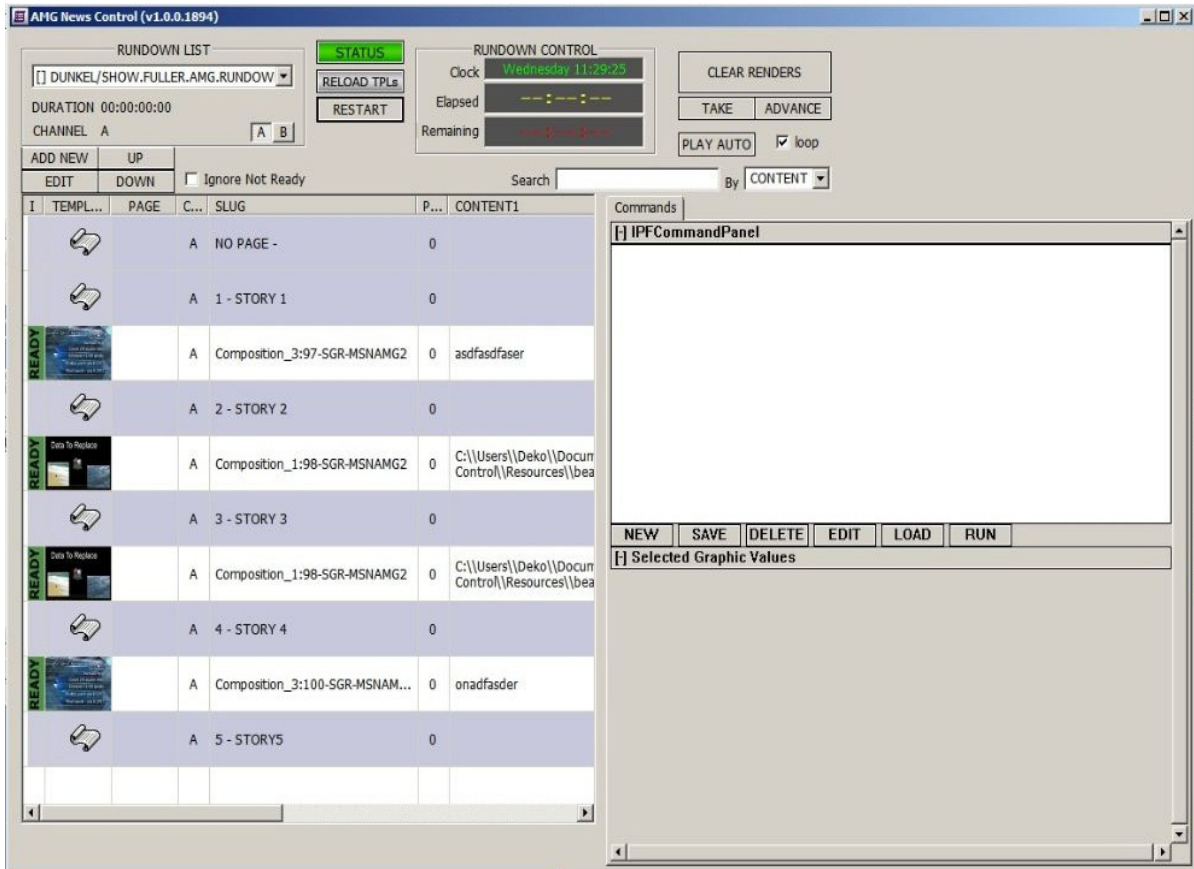 AMG News Control (v1.0.0.1894)
RUNDOWN LIST
[] DUNKEL/SHOW.FULLER.AMG.RUNDOW
DURATION 00:00:00:00
CHANNEL A
A B
STATUS
RELOAD TPLs
RESTART
RUNDOWN CONTROL
Clock Wednesday 11:29:25
Elapsed --:--:--
Remaining --:--:--
CLEAR RENDERS
TAKE ADVANCE
PLAY AUTO loop
ADD NEW UP
EDIT DOWN
Ignore Not Ready
Search By CONTENT
I TEMPL... PAGE C... SLUG P... CONTENT1
A NO PAGE - 0
A 1 - STORY 1 0
READY A Composition_3:97-SGR-MSNAMG2 0 asdfasdfaser
A 2 - STORY 2 0
READY Data To Replace A Composition_1:98-SGR-MSNAMG2 0 C:\\Users\\Deko\\Docum
Control\\Resources\\bea
A 3 - STORY 3 0
READY Data To Replace A Composition_1:98-SGR-MSNAMG2 0 C:\\Users\\Deko\\Docum
Control\\Resources\\bea
A 4 - STORY 4 0
READY A Composition_3:100-SGR-MSNAM... 0 onadfasder
A 5 - STORY5 0
Commands
[-] IPFCommandPanel
NEW SAVE DELETE EDIT LOAD RUN
[-] Selected Graphic Values